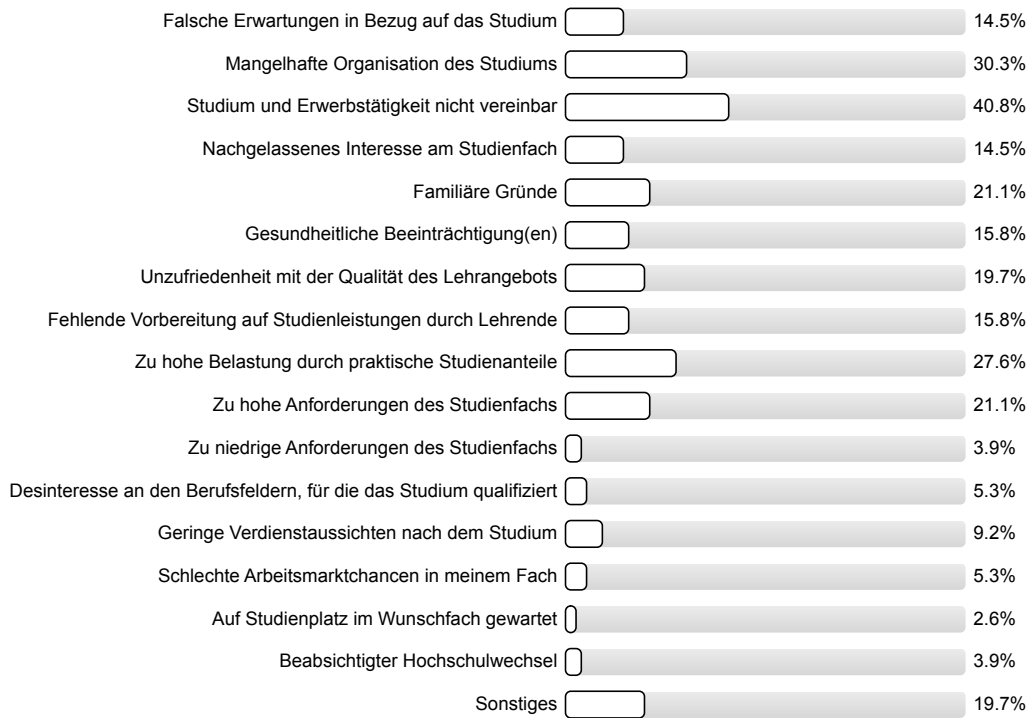 Falsche Erwartungen in Bezug auf das Studium 14.5%
Mangelhafte Organisation des Studiums 30.3%
Studium und Erwerbstätigkeit nicht vereinbar 40.8%
Nachgelassenes Interesse am Studienfach 14.5%
Familiäre Gründe 21.1%
Gesundheitliche Beeinträchtigung(en) 15.8%
Unzufriedenheit mit der Qualität des Lehrangebots 19.7%
Fehlende Vorbereitung auf Studienleistungen durch Lehrende 15.8%
Zu hohe Belastung durch praktische Studienanteile 27.6%
Zu hohe Anforderungen des Studienfachs 21.1%
Zu niedrige Anforderungen des Studienfachs 3.9%
Desinteresse an den Berufsfeldern, für die das Studium qualifiziert 5.3%
Geringe Verdienstaussichten nach dem Studium 9.2%
Schlechte Arbeitsmarktchancen in meinem Fach 5.3%
Auf Studienplatz im Wunschfach gewartet 2.6%
Beabsichtigter Hochschulwechsel 3.9%
Sonstiges 19.7%